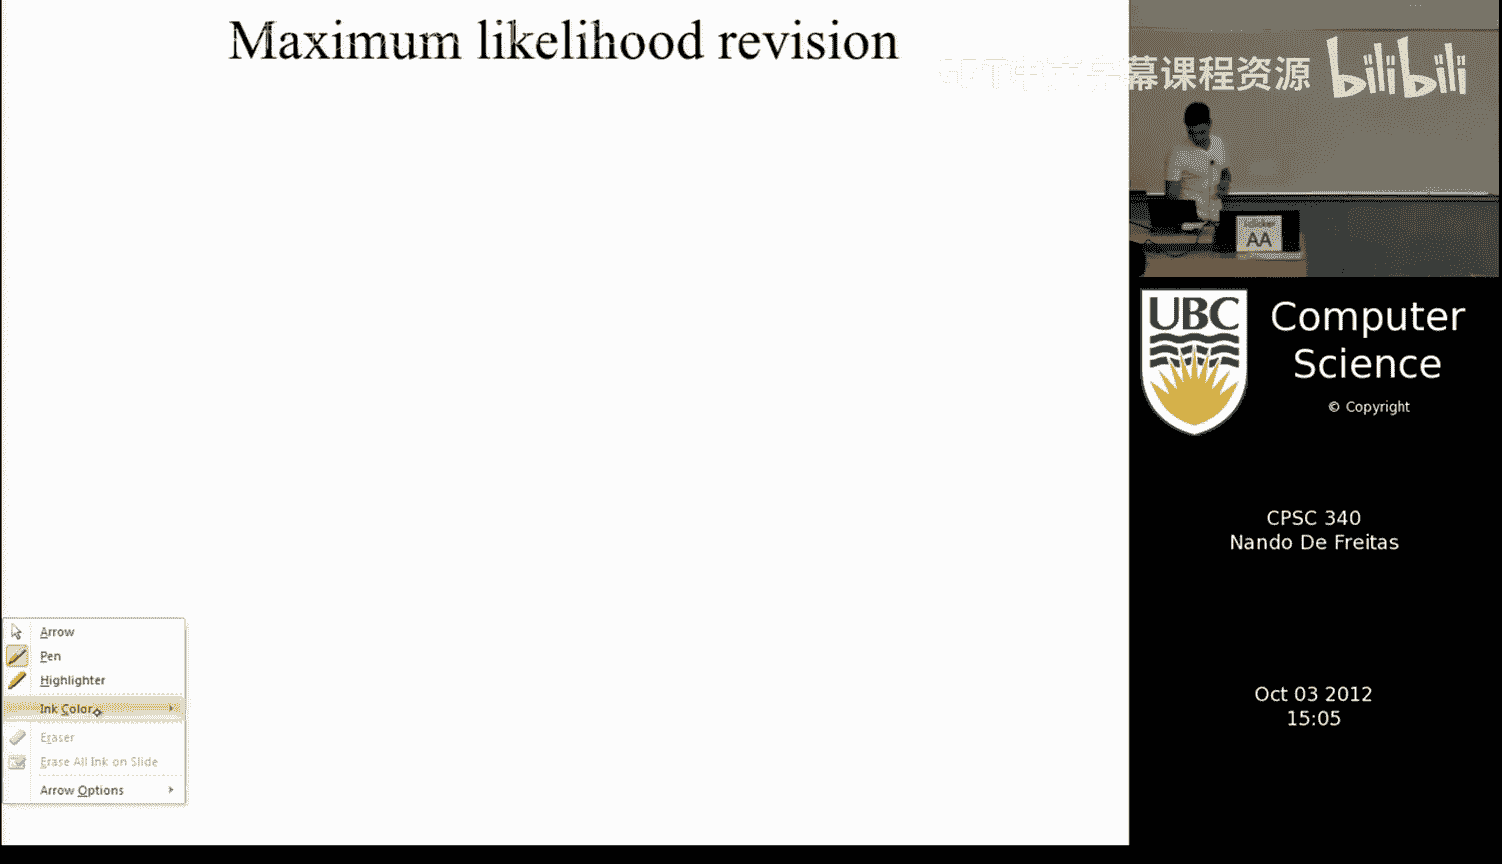 Maximum likelihood revision
幕课程资源
bilibili
AA
UBC
Computer
Science
© Copyright
CPSC 340
Nando De Freitas
Oct 03 2012
15:05
Arrow
Pen
Highlighter
Ink Color
Eraser
Erase All Ink on Slide
Arrow Options